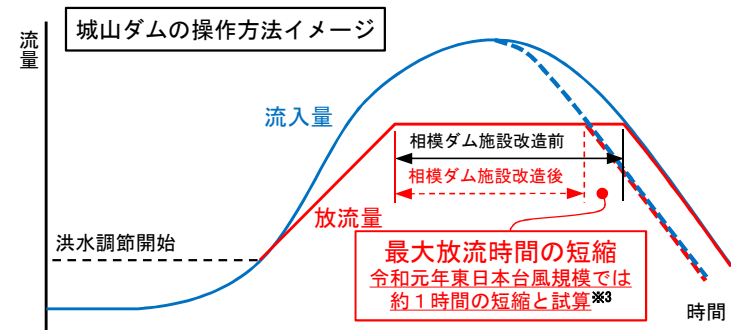 城山ダムの操作方法イメージ
流量
流入量
相模ダム施設改造前
相模ダム施設改造後
放流量
洪水調節開始
最大放流時間の短縮
令和元年東日本台風規模では
約１時間の短縮と試算※3
時間